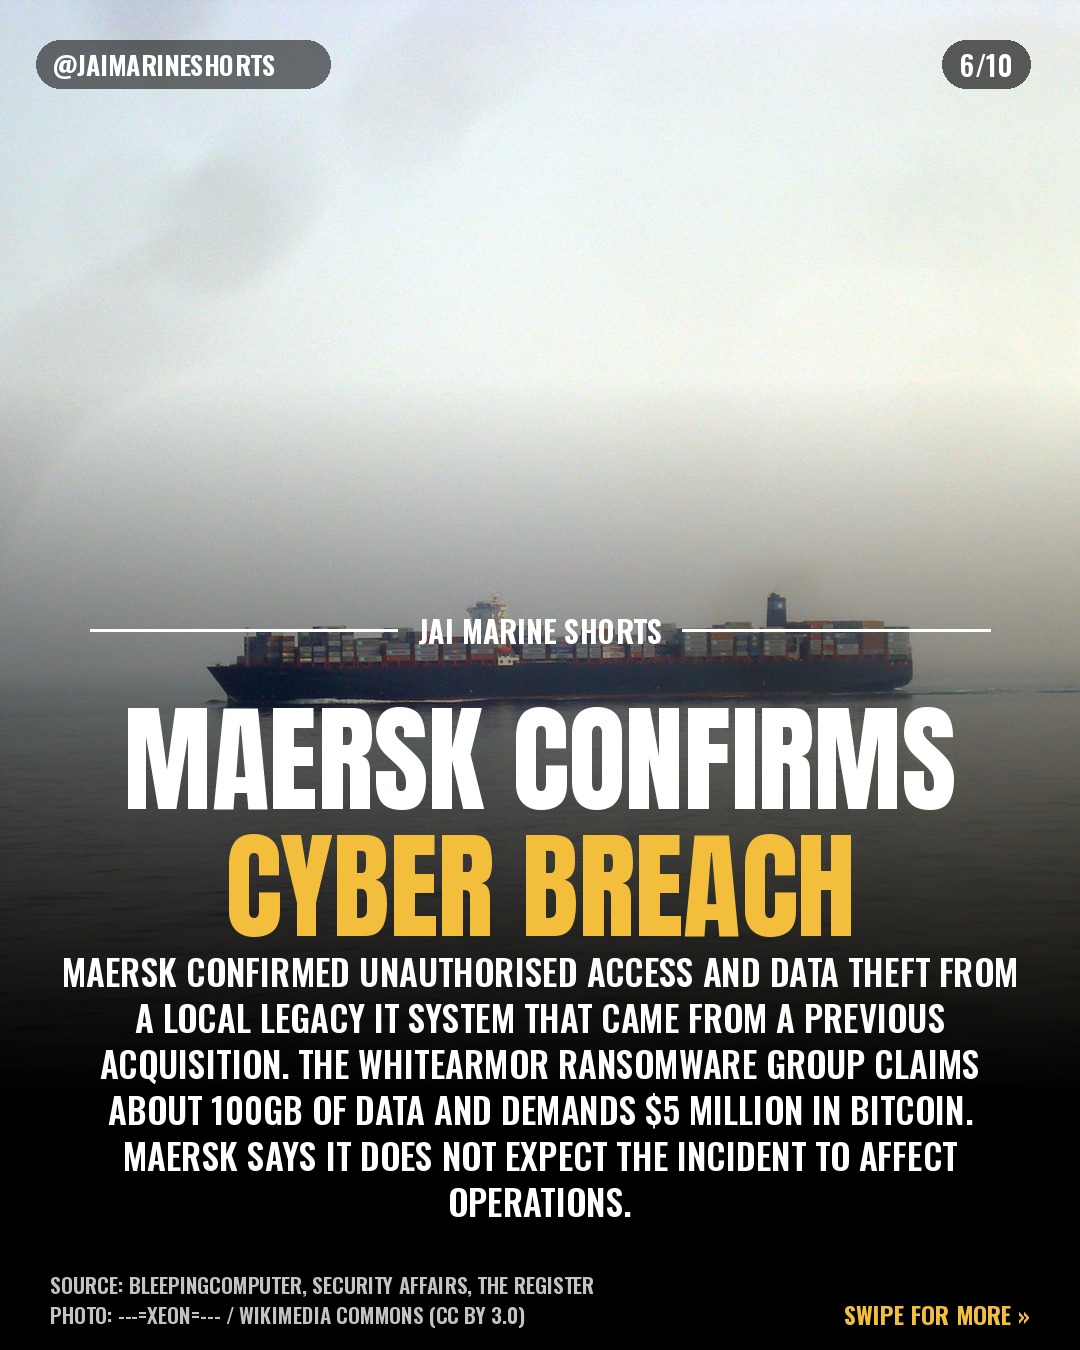 @JAIMARINESHORTS
6/10
JAI MARINE SHORTS
MAERSK CONFIRMS
CYBER BREACH
MAERSK CONFIRMED UNAUTHORISED ACCESS AND DATA THEFT FROM
A LOCAL LEGACY IT SYSTEM THAT CAME FROM A PREVIOUS
ACQUISITION. THE WHITEARMOR RANSOMWARE GROUP CLAIMS
ABOUT 100GB OF DATA AND DEMANDS $5 MILLION IN BITCOIN.
MAERSK SAYS IT DOES NOT EXPECT THE INCIDENT TO AFFECT
OPERATIONS.
SOURCE: BLEEPINGCOMPUTER, SECURITY AFFAIRS, THE REGISTER
PHOTO: ---=XEON=--- / WIKIMEDIA COMMONS (CC BY 3.0)
SWIPE FOR MORE »